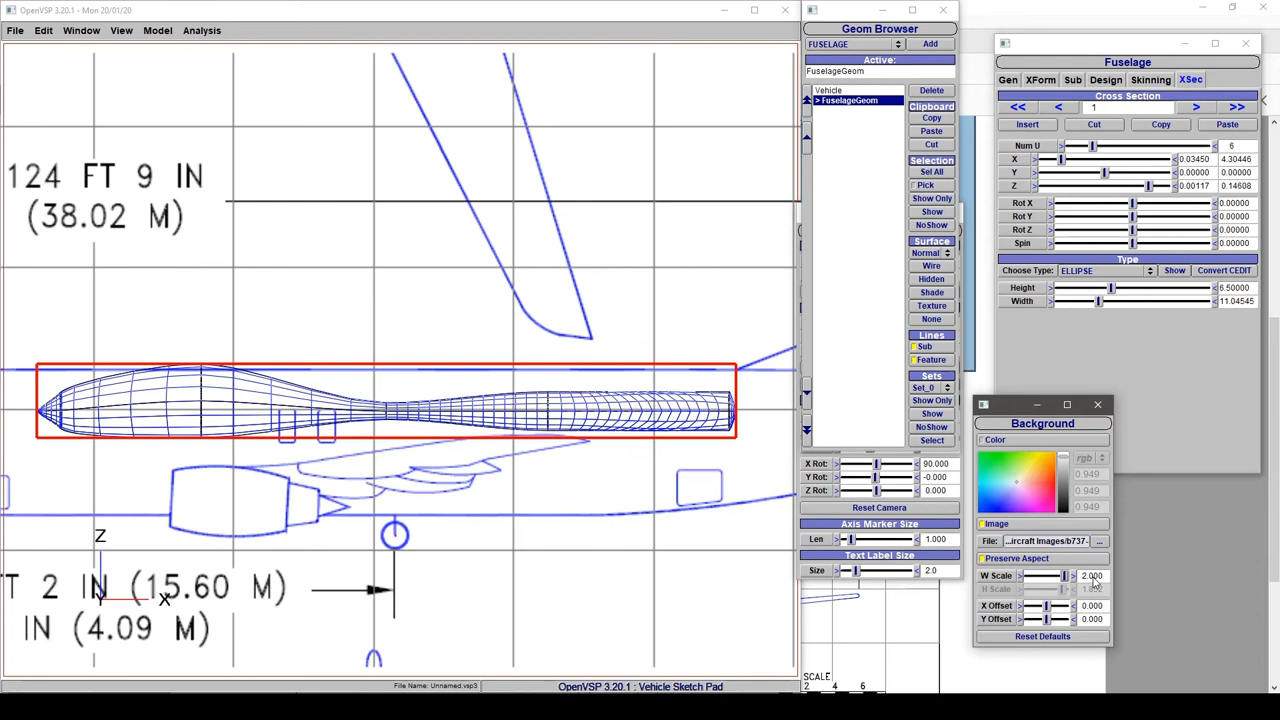 OpenVSP 3.20.1 : Mon 20/01/20
File Edit Window View Model Analysis
124 FT 9 IN
(38.02 M)
Z
X
FT 2 IN (15.60 M)
IN (4.09 M)
File Name: Unnamed.vsp3
OpenVSP 3.20.1 : Vehicle Sketch Pad
Geom Browser
FUSELAGE Add
Active:
FuselageGeom
Vehicle
> FuselageGeom
Delete
Clipboard
Copy
Paste
Cut
Selection
Sel All
Pick
Show Only
Show
NoShow
Surface
Normal
Wire
Hidden
Shade
Texture
None
Lines
Sub
Feature
Sets
Set_0
Show Only
Show
NoShow
Select
X Rot: > < 90.000
Y Rot: > < -0.000
Z Rot: > < 0.000
Reset Camera
Axis Marker Size
Len > < 1.000
Text Label Size
Size > < 2.0
SCALE
2 4 6
Fuselage
Gen XForm Sub Design Skinning XSec
Cross Section
<< < 1 > >>
Insert Cut Copy Paste
Num U > < 6
X > < 0.03450 4.30446
Y > < 0.00000 0.00000
Z > < 0.00117 0.14608
Rot X > < 0.00000
Rot Y > < 0.00000
Rot Z > < 0.00000
Spin > < 0.00000
Type
Choose Type: ELLIPSE Show Convert CEDIT
Height > < 6.50000
Width > < 11.04545
Background
Color
rgb
0.949
0.949
0.949
Image
File: ...ircraft Images/b737- ...
Preserve Aspect
W Scale > > 2.000
H Scale > >
X Offset > < 0.000
Y Offset > < 0.000
Reset Defaults